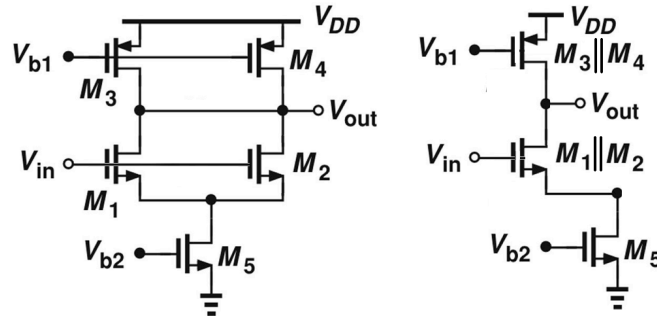 V_DD
V_b1
M_3
M_4
V_out
V_in
M_1
M_2
V_b2
M_5
V_DD
V_b1
M_3||M_4
V_out
V_in
M_1||M_2
V_b2
M_5